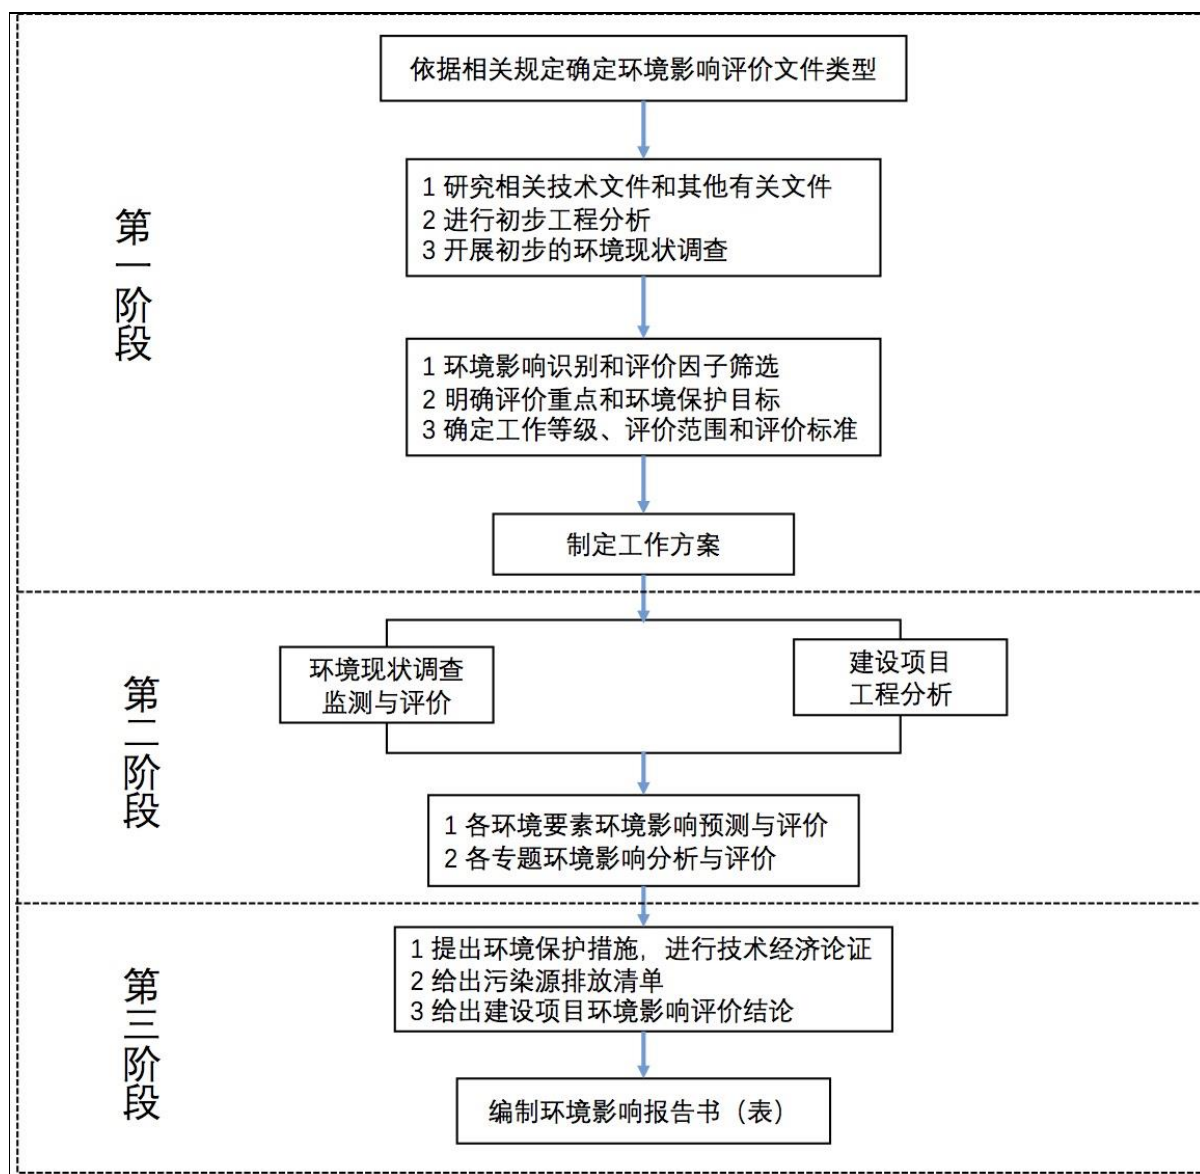 依据相关规定确定环境影响评价文件类型
第一阶段
1 研究相关技术文件和其他有关文件
2 进行初步工程分析
3 开展初步的环境现状调查
1 环境影响识别和评价因子筛选
2 明确评价重点和环境保护目标
3 确定工作等级、评价范围和评价标准
制定工作方案
第二阶段
环境现状调查
监测与评价
建设项目
工程分析
1 各环境要素环境影响预测与评价
2 各专题环境影响分析与评价
第三阶段
1 提出环境保护措施，进行技术经济论证
2 给出污染源排放清单
3 给出建设项目环境影响评价结论
编制环境影响报告书（表）